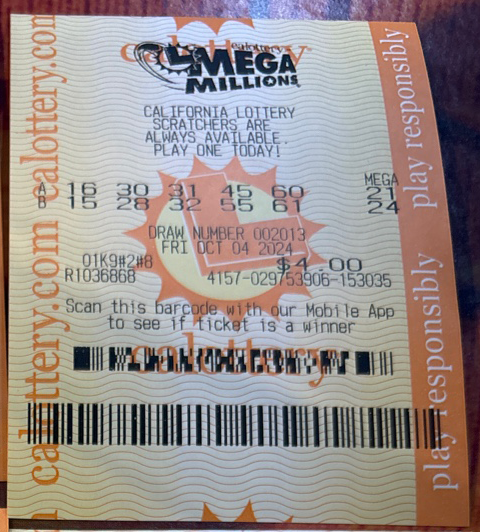 calottery
calottery
MEGA
MILLIONS
CALIFORNIA LOTTERY
SCRATCHERS ARE
ALWAYS AVAILABLE.
PLAY ONE TODAY!
MEGA
A 16 30 31 45 60 21
B 15 28 32 55 61 24
DRAW NUMBER 002013
FRI OCT 04 2024
01K9#2#8 $4.00
R1036868 4157-029753906-153035
Scan this barcode with our Mobile App
to see if ticket is a winner
calottery
calottery.com calottery.com
play responsibly play responsibly